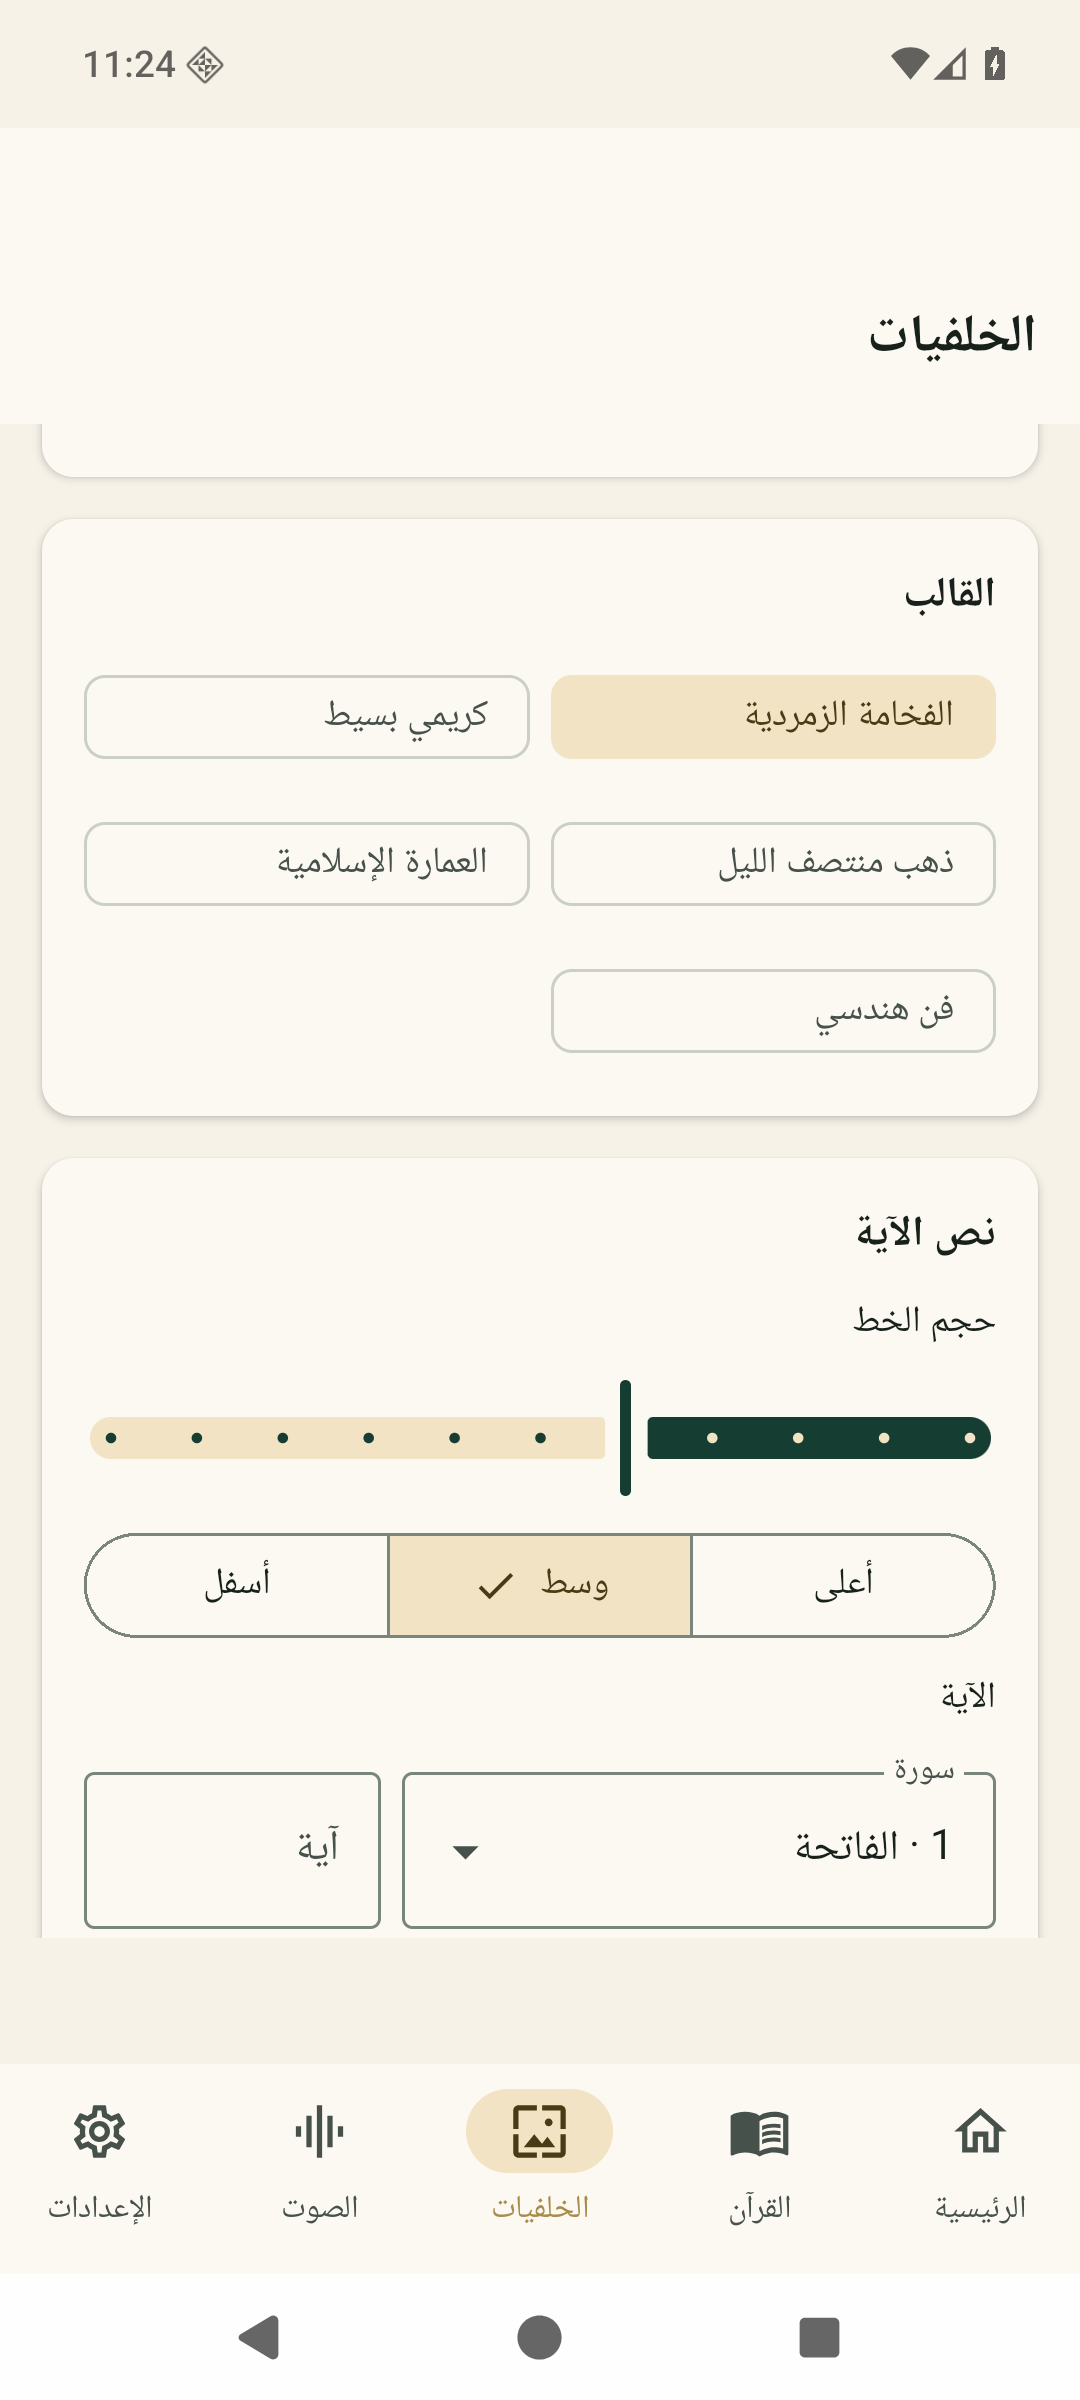 11:24
الخلفيات
القالب
الفخامة الزمردية
كريمي بسيط
ذهب منتصف الليل
العمارة الإسلامية
فن هندسي
نص الآية
حجم الخط
أعلى
وسط
أسفل
الآية
سورة
1 · الفاتحة
آية
الرئيسية
القرآن
الخلفيات
الصوت
الإعدادات